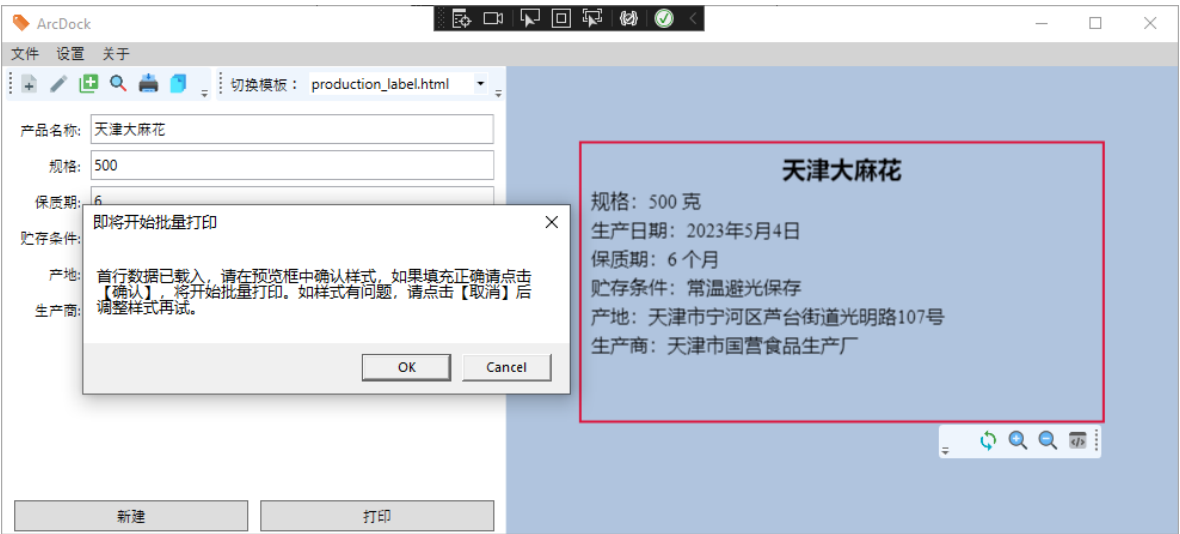 ArcDock
文件 设置 关于
切换模板： production_label.html
产品名称: 天津大麻花
规格: 500
保质期: 6
贮存条件:
产地:
生产商:
即将开始批量打印
首行数据已载入，请在预览框中确认样式，如果填充正确请点击
【确认】，将开始批量打印。如样式有问题，请点击【取消】后
调整样式再试。
OK Cancel
新建 打印
天津大麻花
规格：500 克
生产日期：2023年5月4日
保质期：6 个月
贮存条件：常温避光保存
产地：天津市宁河区芦台街道光明路107号
生产商：天津市国营食品生产厂